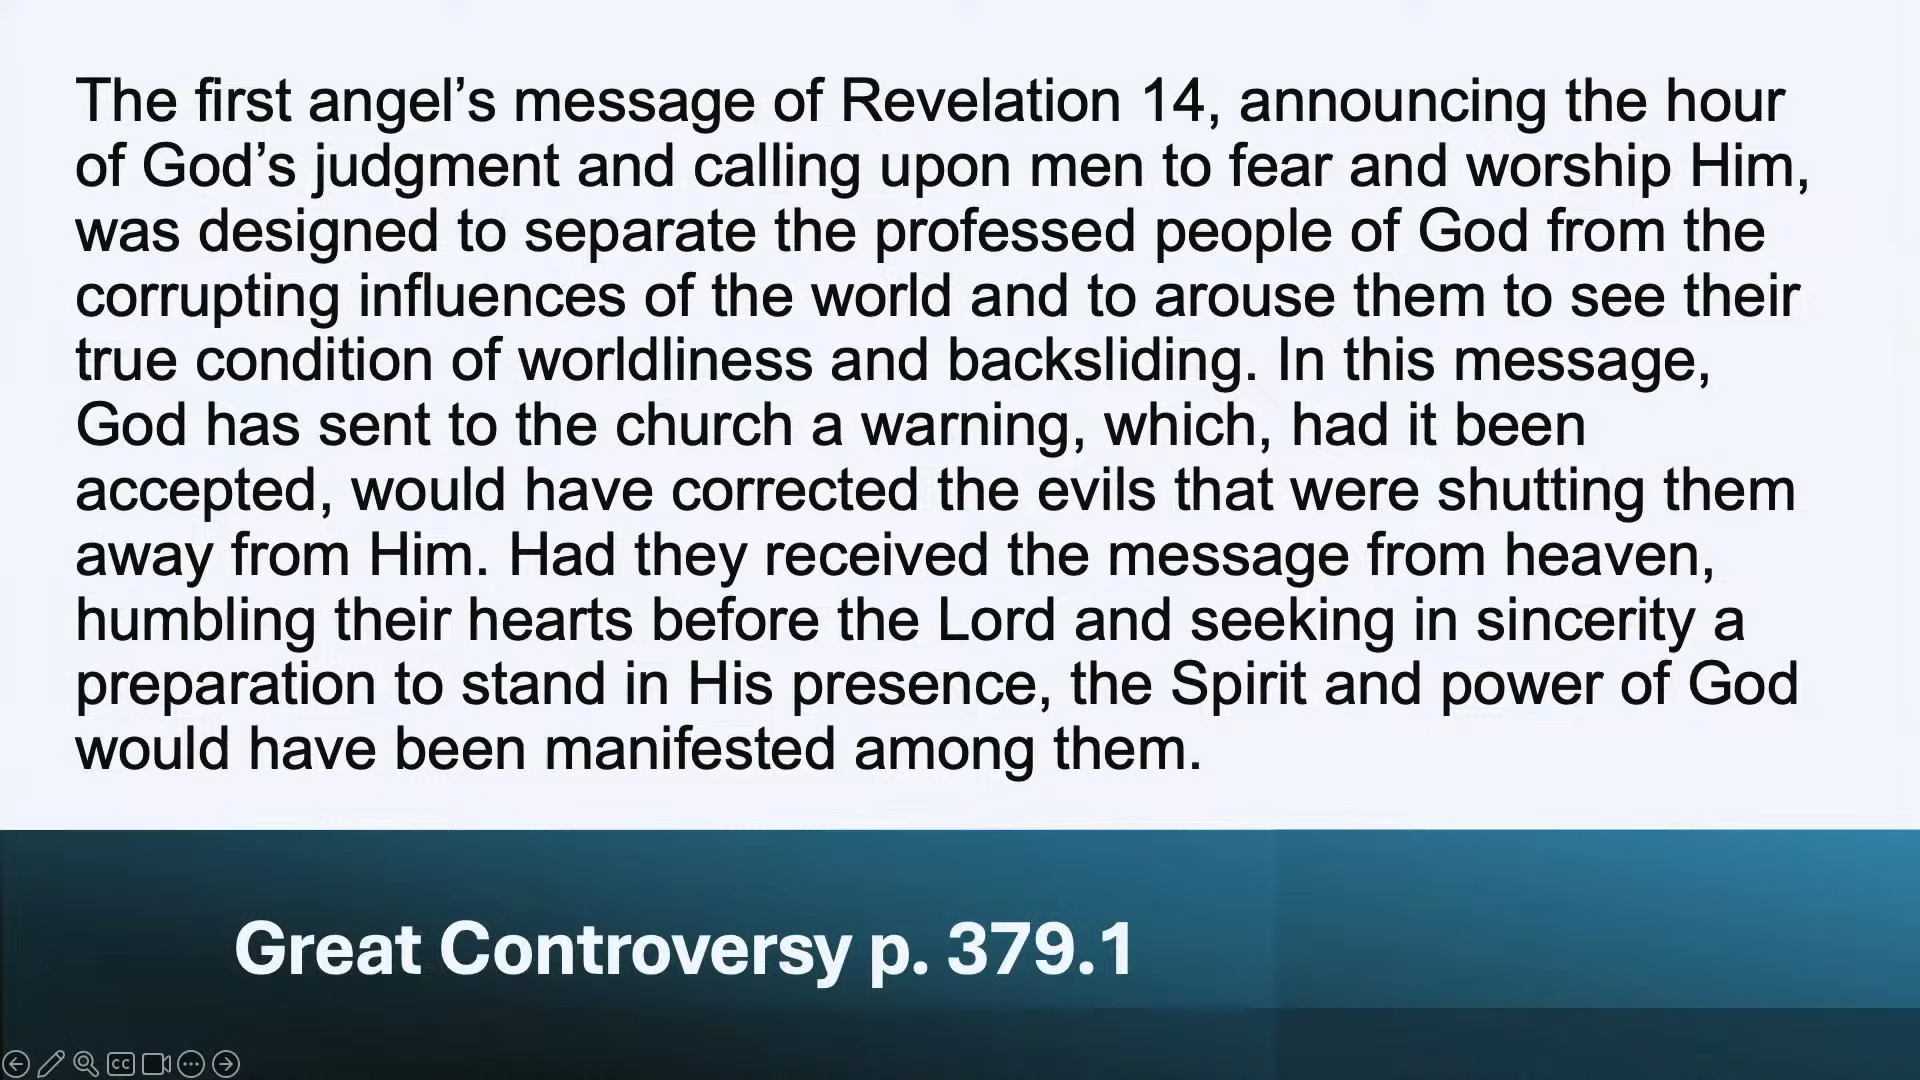 The first angel’s message of Revelation 14, announcing the hour
of God’s judgment and calling upon men to fear and worship Him,
was designed to separate the professed people of God from the
corrupting influences of the world and to arouse them to see their
true condition of worldliness and backsliding. In this message,
God has sent to the church a warning, which, had it been
accepted, would have corrected the evils that were shutting them
away from Him. Had they received the message from heaven,
humbling their hearts before the Lord and seeking in sincerity a
preparation to stand in His presence, the Spirit and power of God
would have been manifested among them.
Great Controversy p. 379.1
CC